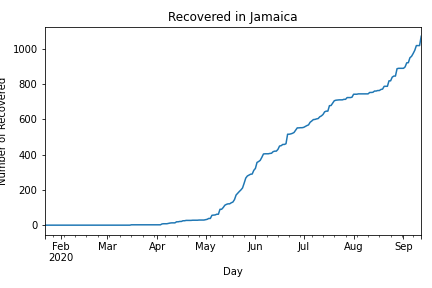 Recovered in Jamaica
Number of Recovered
1000
800
600
400
200
0
Feb Mar Apr May Jun Jul Aug Sep
2020
Day